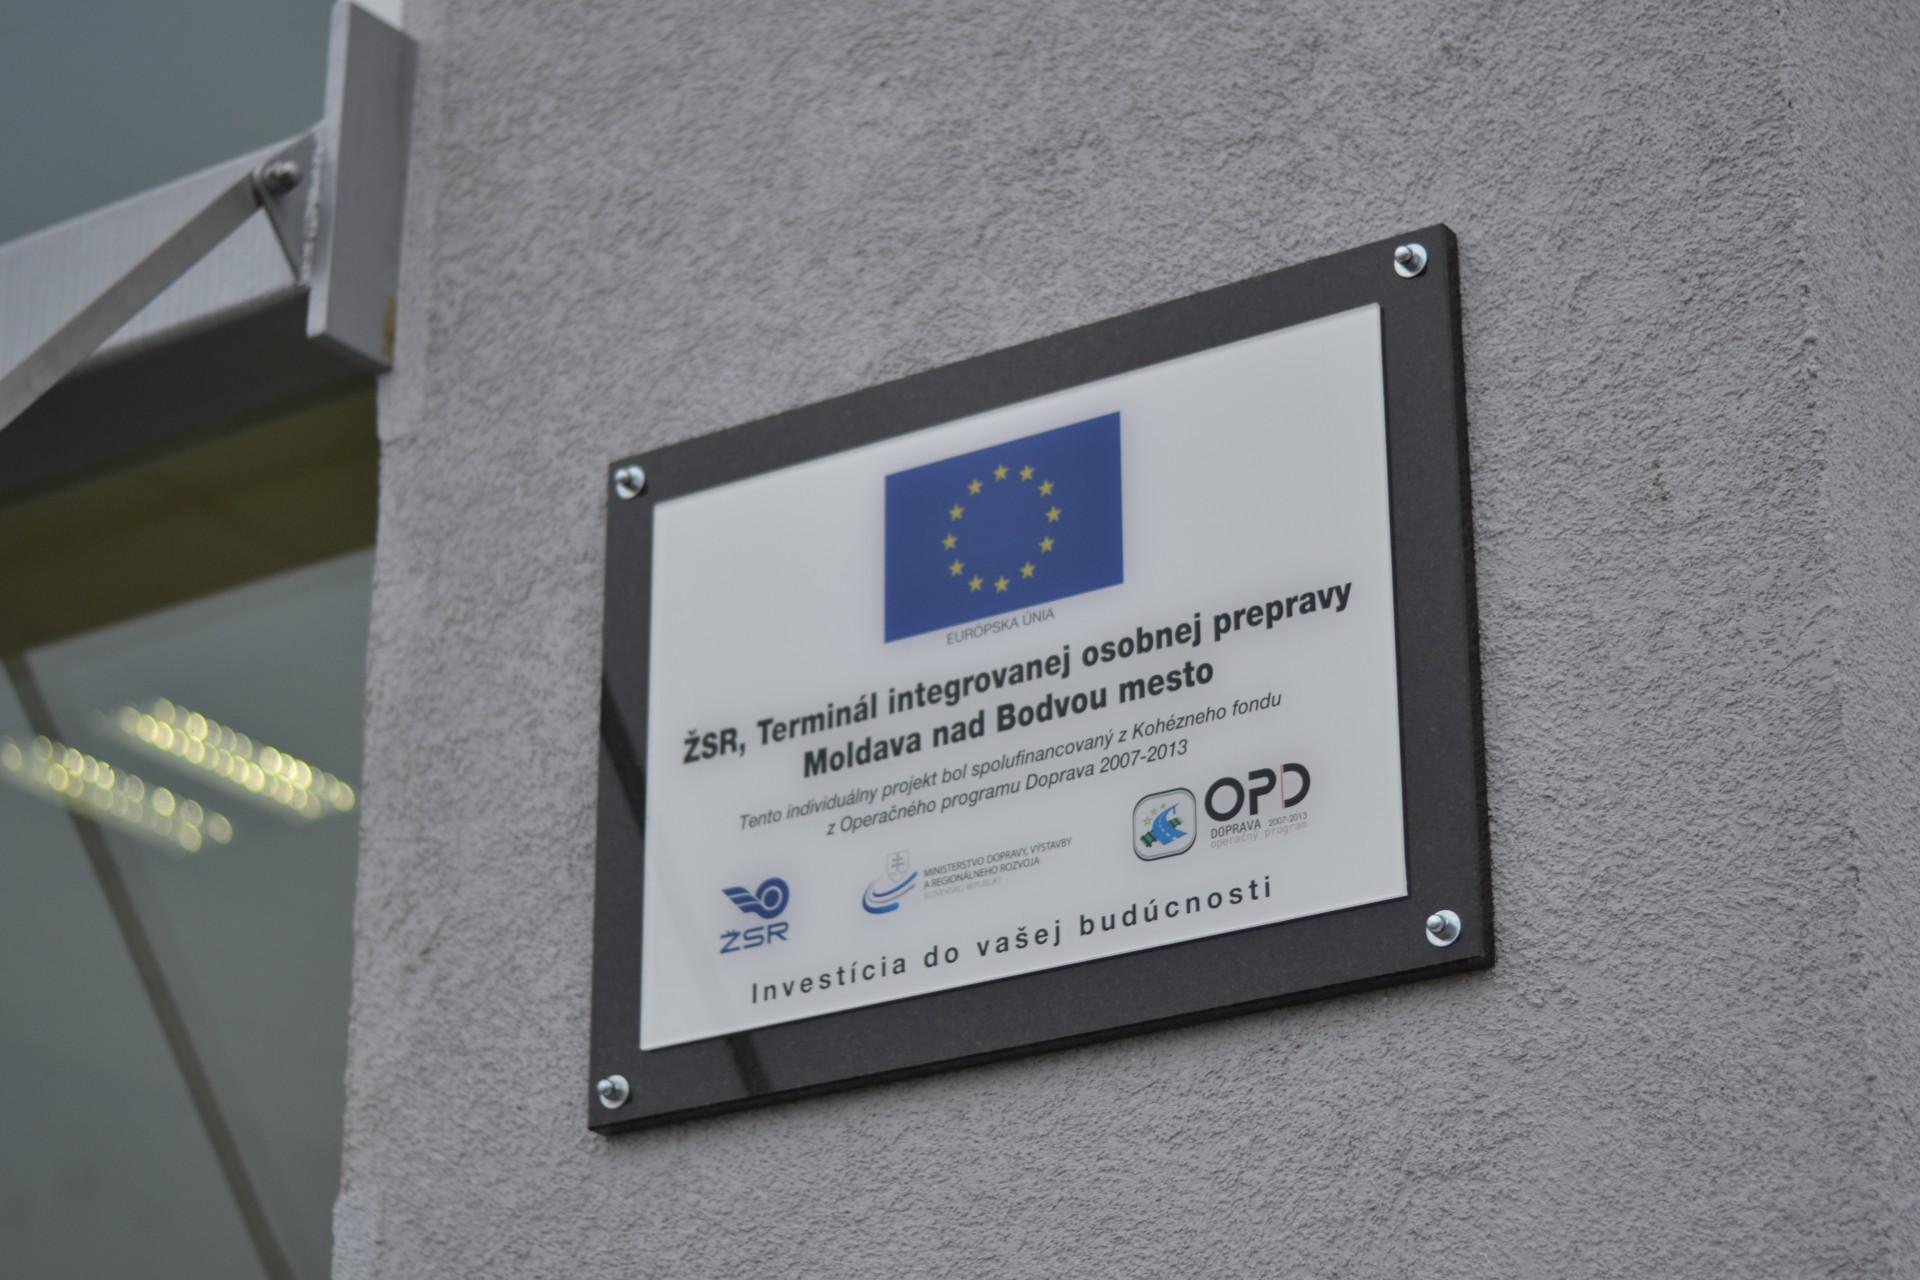 EURÓPSKA ÚNIA
ŽSR, Terminál integrovanej osobnej prepravy
Moldava nad Bodvou mesto
Tento individuálny projekt bol spolufinancovaný z Kohézneho fondu
z Operačného programu Doprava 2007-2013
ŽSR
MINISTERSTVO DOPRAVY, VÝSTAVBY
A REGIONÁLNEHO ROZVOJA
SLOVENSKEJ REPUBLIKY
OPD
DOPRAVA 2007-2013
operačný program
Investícia do vašej budúcnosti